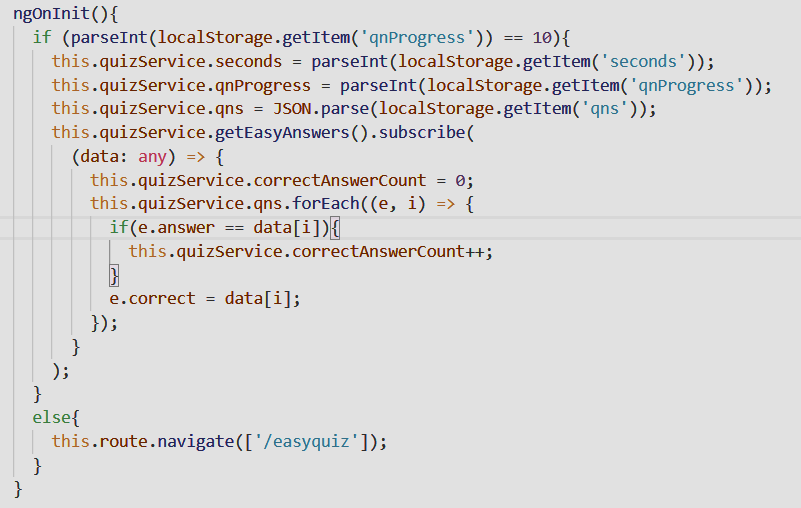 ngOnInit(){
  if (parseInt(localStorage.getItem('qnProgress')) == 10){
    this.quizService.seconds = parseInt(localStorage.getItem('seconds'));
    this.quizService.qnProgress = parseInt(localStorage.getItem('qnProgress'));
    this.quizService.qns = JSON.parse(localStorage.getItem('qns'));
    this.quizService.getEasyAnswers().subscribe(
      (data: any) => {
        this.quizService.correctAnswerCount = 0;
        this.quizService.qns.forEach((e, i) => {
          if(e.answer == data[i]){
            this.quizService.correctAnswerCount++;
          }
          e.correct = data[i];
        });
      }
    );
  }
  else{
    this.route.navigate(['/easyquiz']);
  }
}